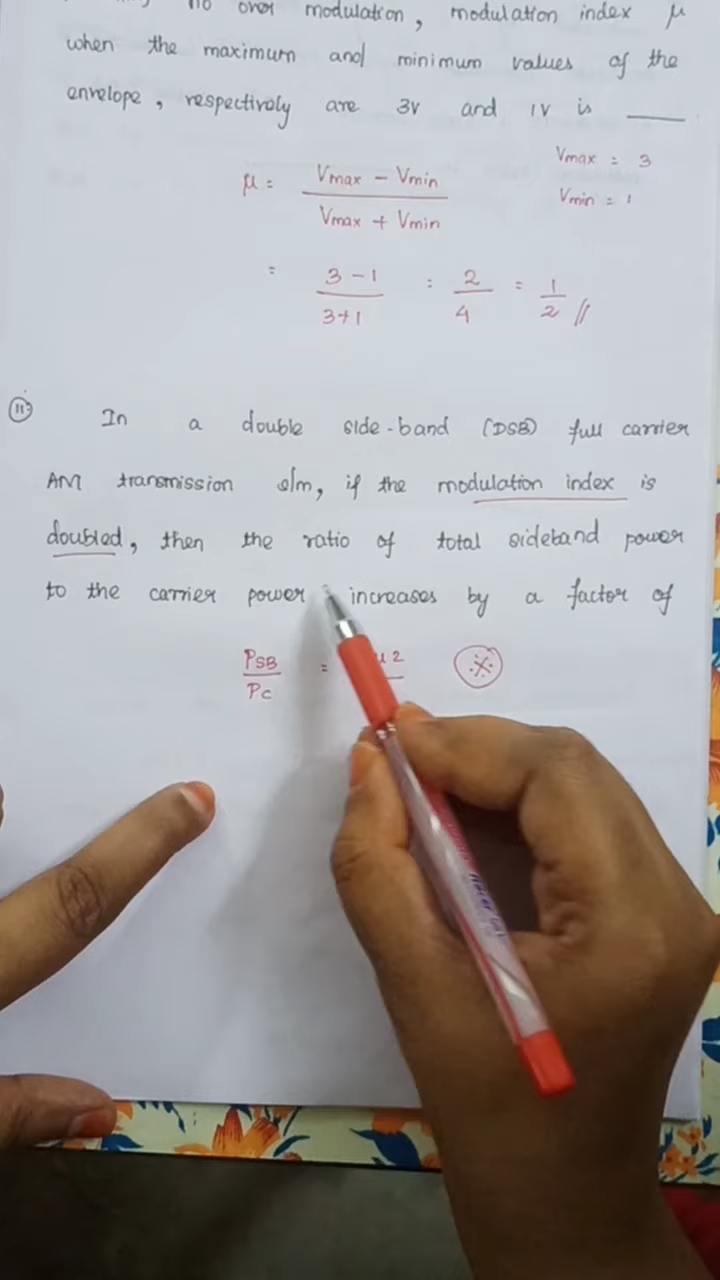 no over modulation, modulation index μ
when the maximum and minimum values of the
envelope, respectively are 3V and 1V is ____
Vmax = 3
Vmin = 1
μ = Vmax - Vmin / Vmax + Vmin
= 3-1 / 3+1 = 2/4 = 1/2 //
(11) In a double side-band (DSB) full carrier
AM transmission s/m, if the modulation index is
doubled, then the ratio of total sideband power
to the carrier power increases by a factor of
PSB / PC = μ2 ※